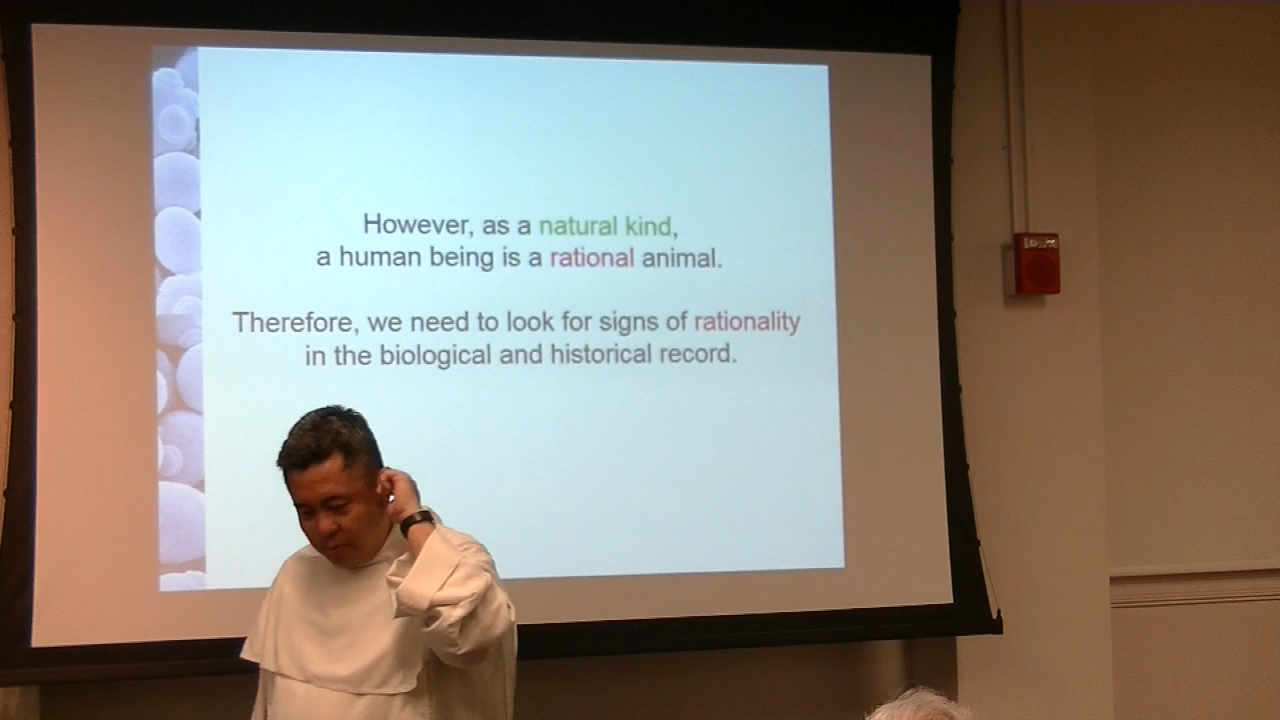 However, as a natural kind,
a human being is a rational animal.
Therefore, we need to look for signs of rationality
in the biological and historical record.